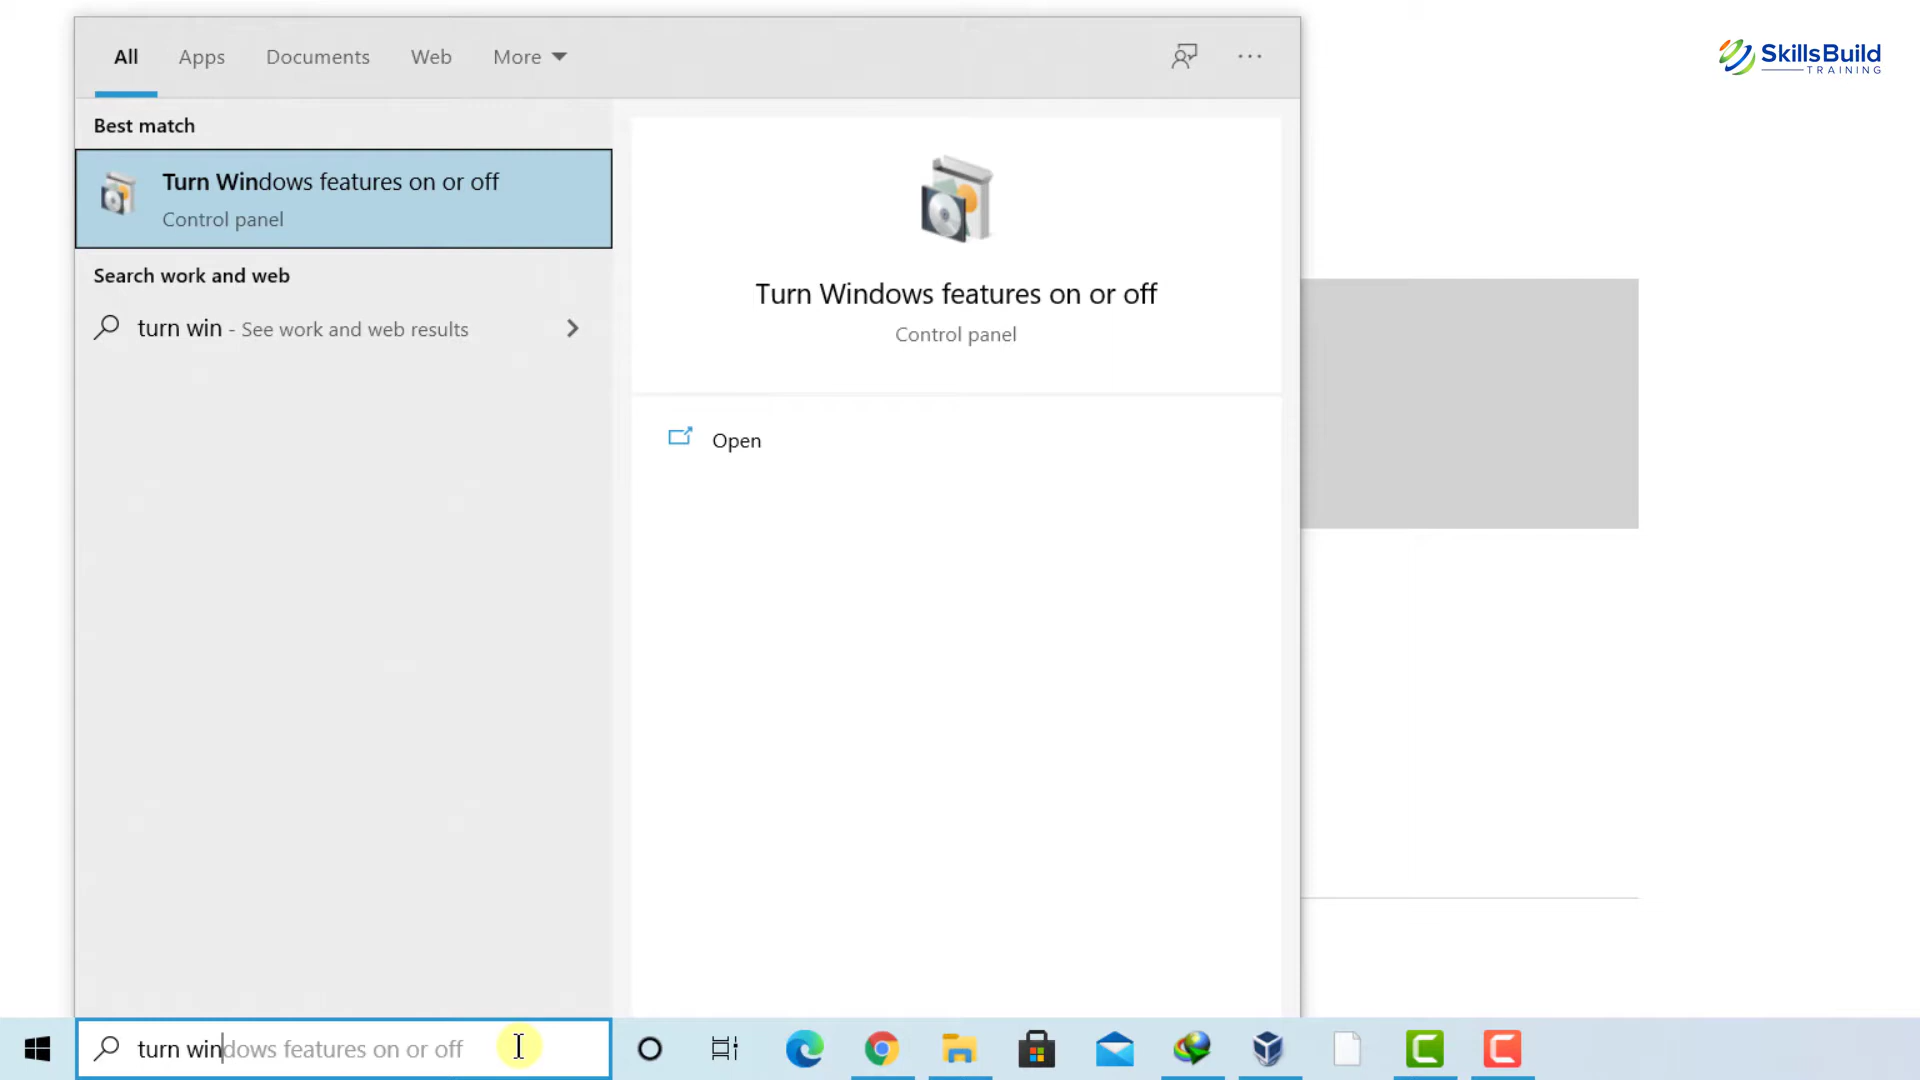 All Apps Documents Web More
SkillsBuild
TRAINING
Best match
Turn Windows features on or off
Control panel
Search work and web
turn win - See work and web results
Turn Windows features on or off
Control panel
Open
turn windows features on or off